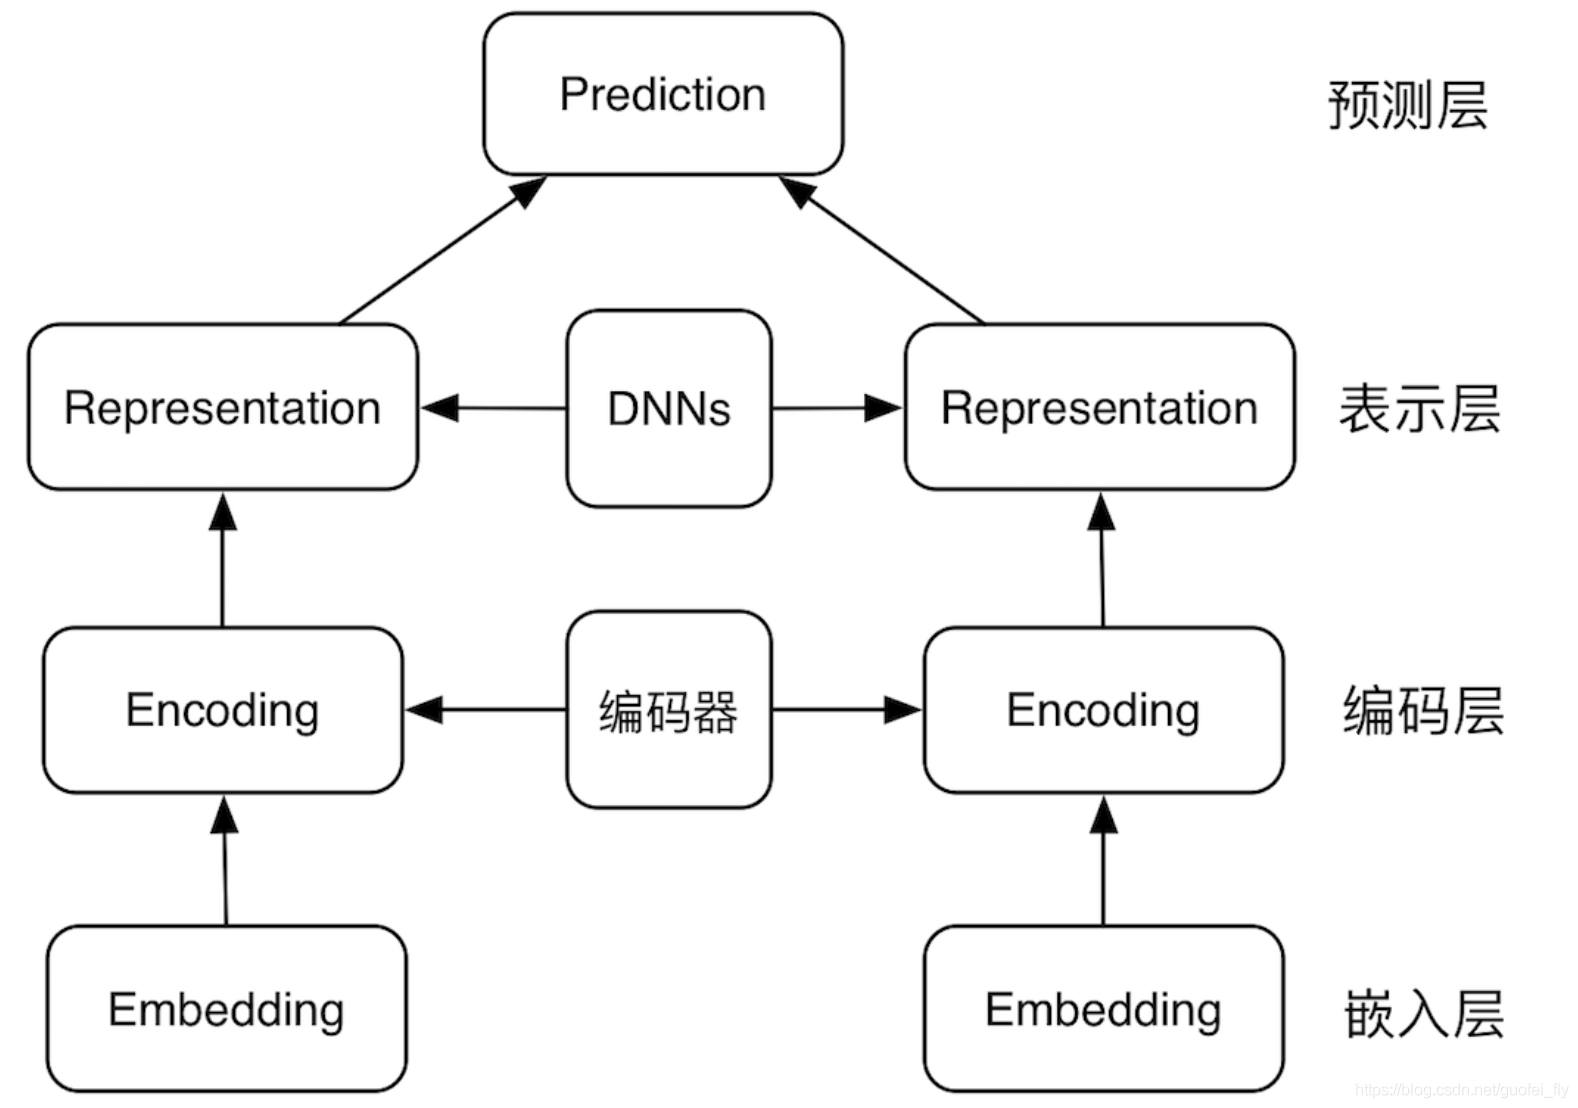 Prediction
预测层
Representation
DNNs
Representation
表示层
Encoding
编码器
Encoding
编码层
Embedding
Embedding
嵌入层
https://blog.csdn.net/guofei_fly